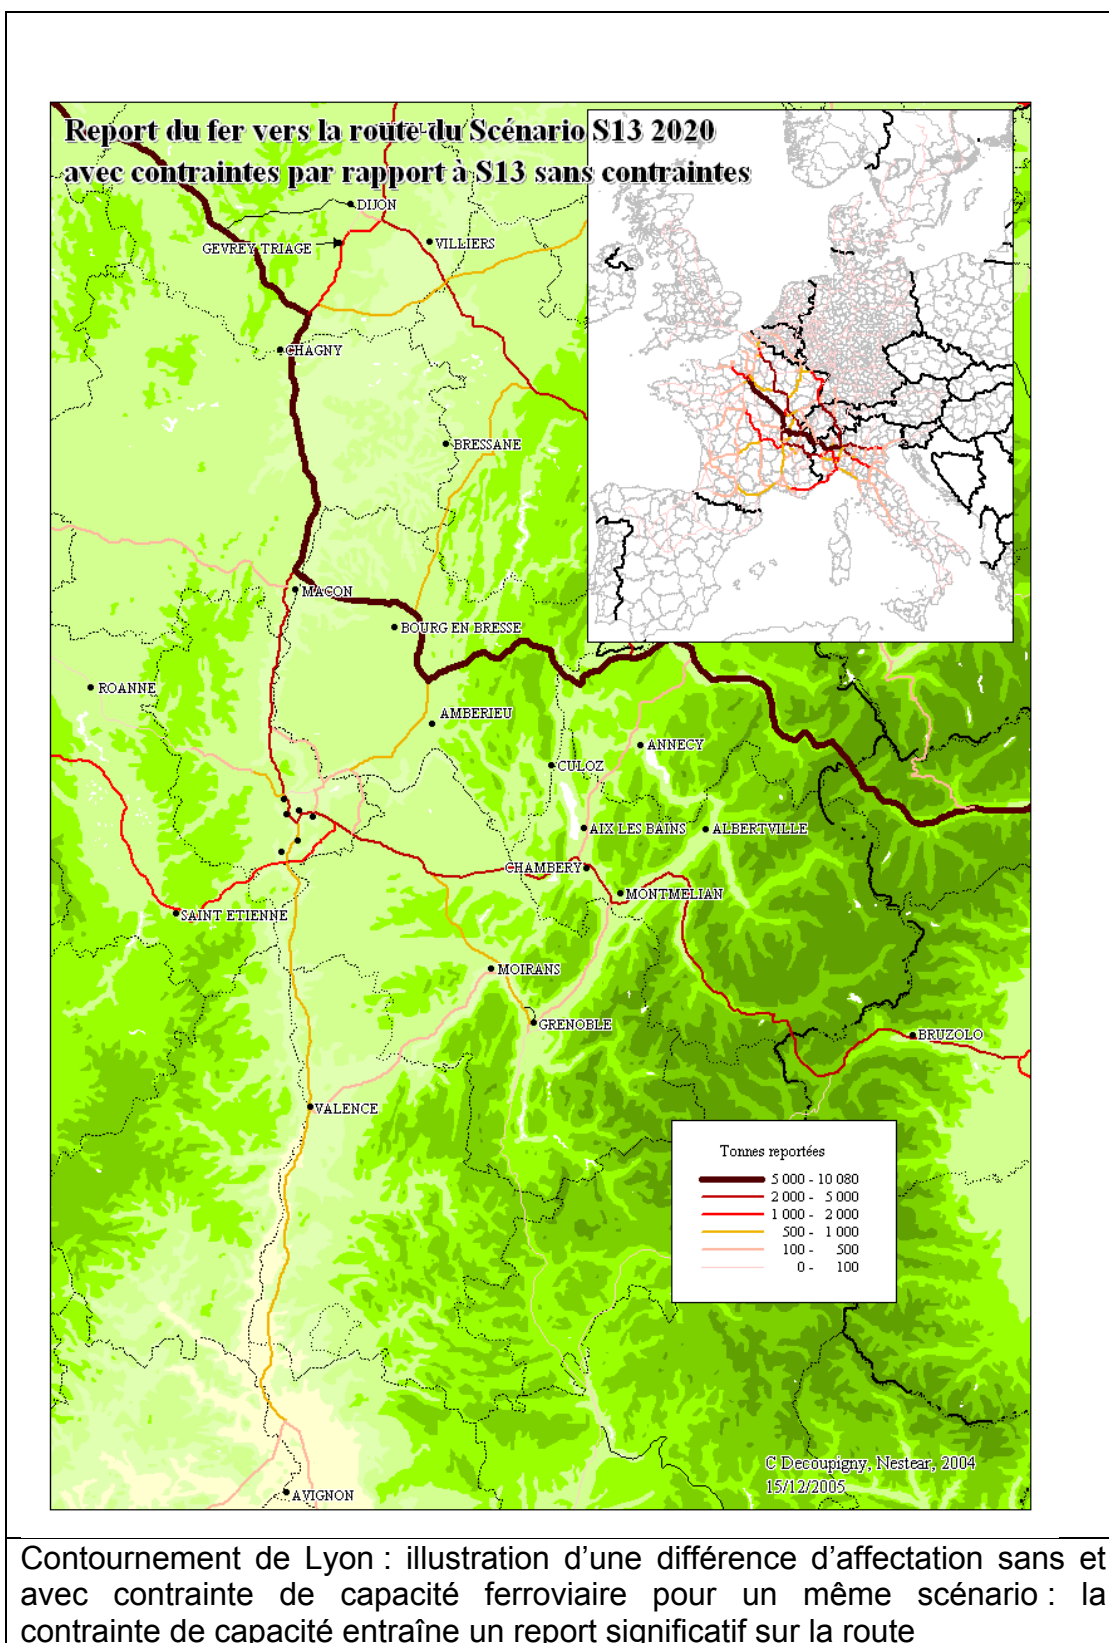 Report du fer vers la route du Scénario S13 2020
avec contraintes par rapport à S13 sans contraintes
DIJON
GEVREY TRIAGE
VILLIERS
CHAGNY
BRESSANE
MACON
BOURG EN BRESSE
ROANNE
AMBERIEU
ANNECY
CULOZ
AIX LES BAINS
ALBERTVILLE
CHAMBERY
MONTMELIAN
SAINT ETIENNE
MOIRANS
GRENOBLE
BRUZOLO
VALENCE
Tonnes reportées
5 000 - 10 080
2 000 - 5 000
1 000 - 2 000
500 - 1 000
100 - 500
0 - 100
C Decoupigny, Nestear, 2004
15/12/2005
AVIGNON
Contournement de Lyon : illustration d'une différence d'affectation sans et
avec contrainte de capacité ferroviaire pour un même scénario : la
contrainte de capacité entraîne un report significatif sur la route